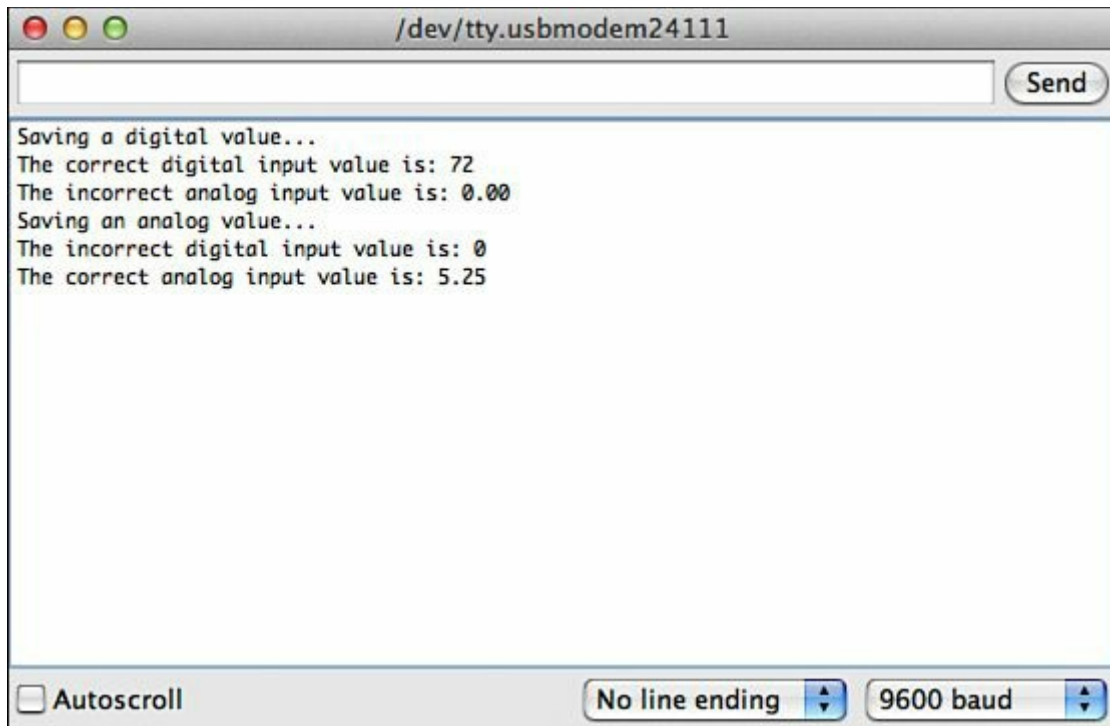 /dev/tty.usbmodem24111
Send
Saving a digital value...
The correct digital input value is: 72
The incorrect analog input value is: 0.00
Saving an analog value...
The incorrect digital input value is: 0
The correct analog input value is: 5.25
Autoscroll
No line ending
9600 baud